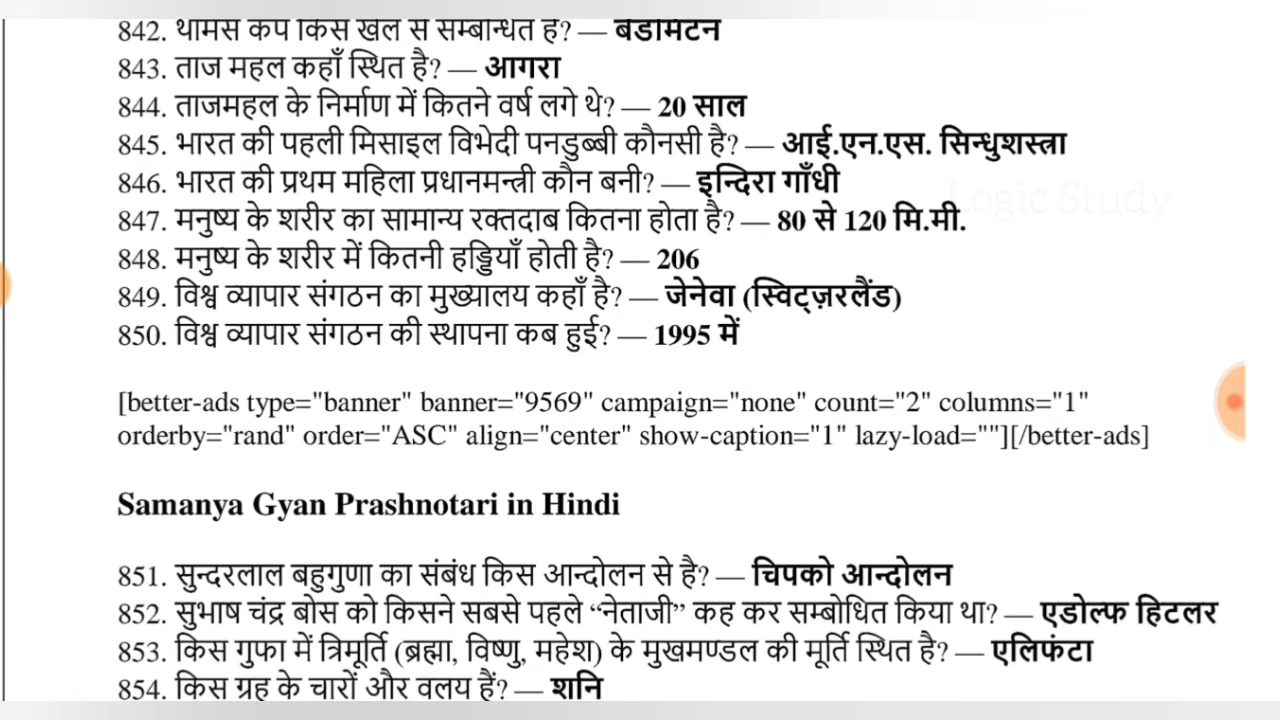 842. थॉमस कप किस खेल से सम्बन्धित है? — बैडमिंटन
843. ताज महल कहाँ स्थित है? — आगरा
844. ताजमहल के निर्माण में कितने वर्ष लगे थे? — 20 साल
845. भारत की पहली मिसाइल विभेदी पनडुब्बी कौनसी है? — आई.एन.एस. सिन्धुशस्त्रा
846. भारत की प्रथम महिला प्रधानमन्त्री कौन बनी? — इन्दिरा गाँधी
Logic Study
847. मनुष्य के शरीर का सामान्य रक्तदाब कितना होता है? — 80 से 120 मि.मी.
848. मनुष्य के शरीर में कितनी हड्डियाँ होती है? — 206
849. विश्व व्यापार संगठन का मुख्यालय कहाँ है? — जेनेवा (स्विट्ज़रलैंड)
850. विश्व व्यापार संगठन की स्थापना कब हुई? — 1995 में
[better-ads type="banner" banner="9569" campaign="none" count="2" columns="1"
orderby="rand" order="ASC" align="center" show-caption="1" lazy-load=""][/better-ads]
Samanya Gyan Prashnotari in Hindi
851. सुन्दरलाल बहुगुणा का संबंध किस आन्दोलन से है? — चिपको आन्दोलन
852. सुभाष चंद्र बोस को किसने सबसे पहले “नेताजी” कह कर सम्बोधित किया था? — एडोल्फ हिटलर
853. किस गुफा में त्रिमूर्ति (ब्रह्मा, विष्णु, महेश) के मुखमण्डल की मूर्ति स्थित है? — एलिफंटा
854. किस ग्रह के चारों और वलय हैं? — शनि